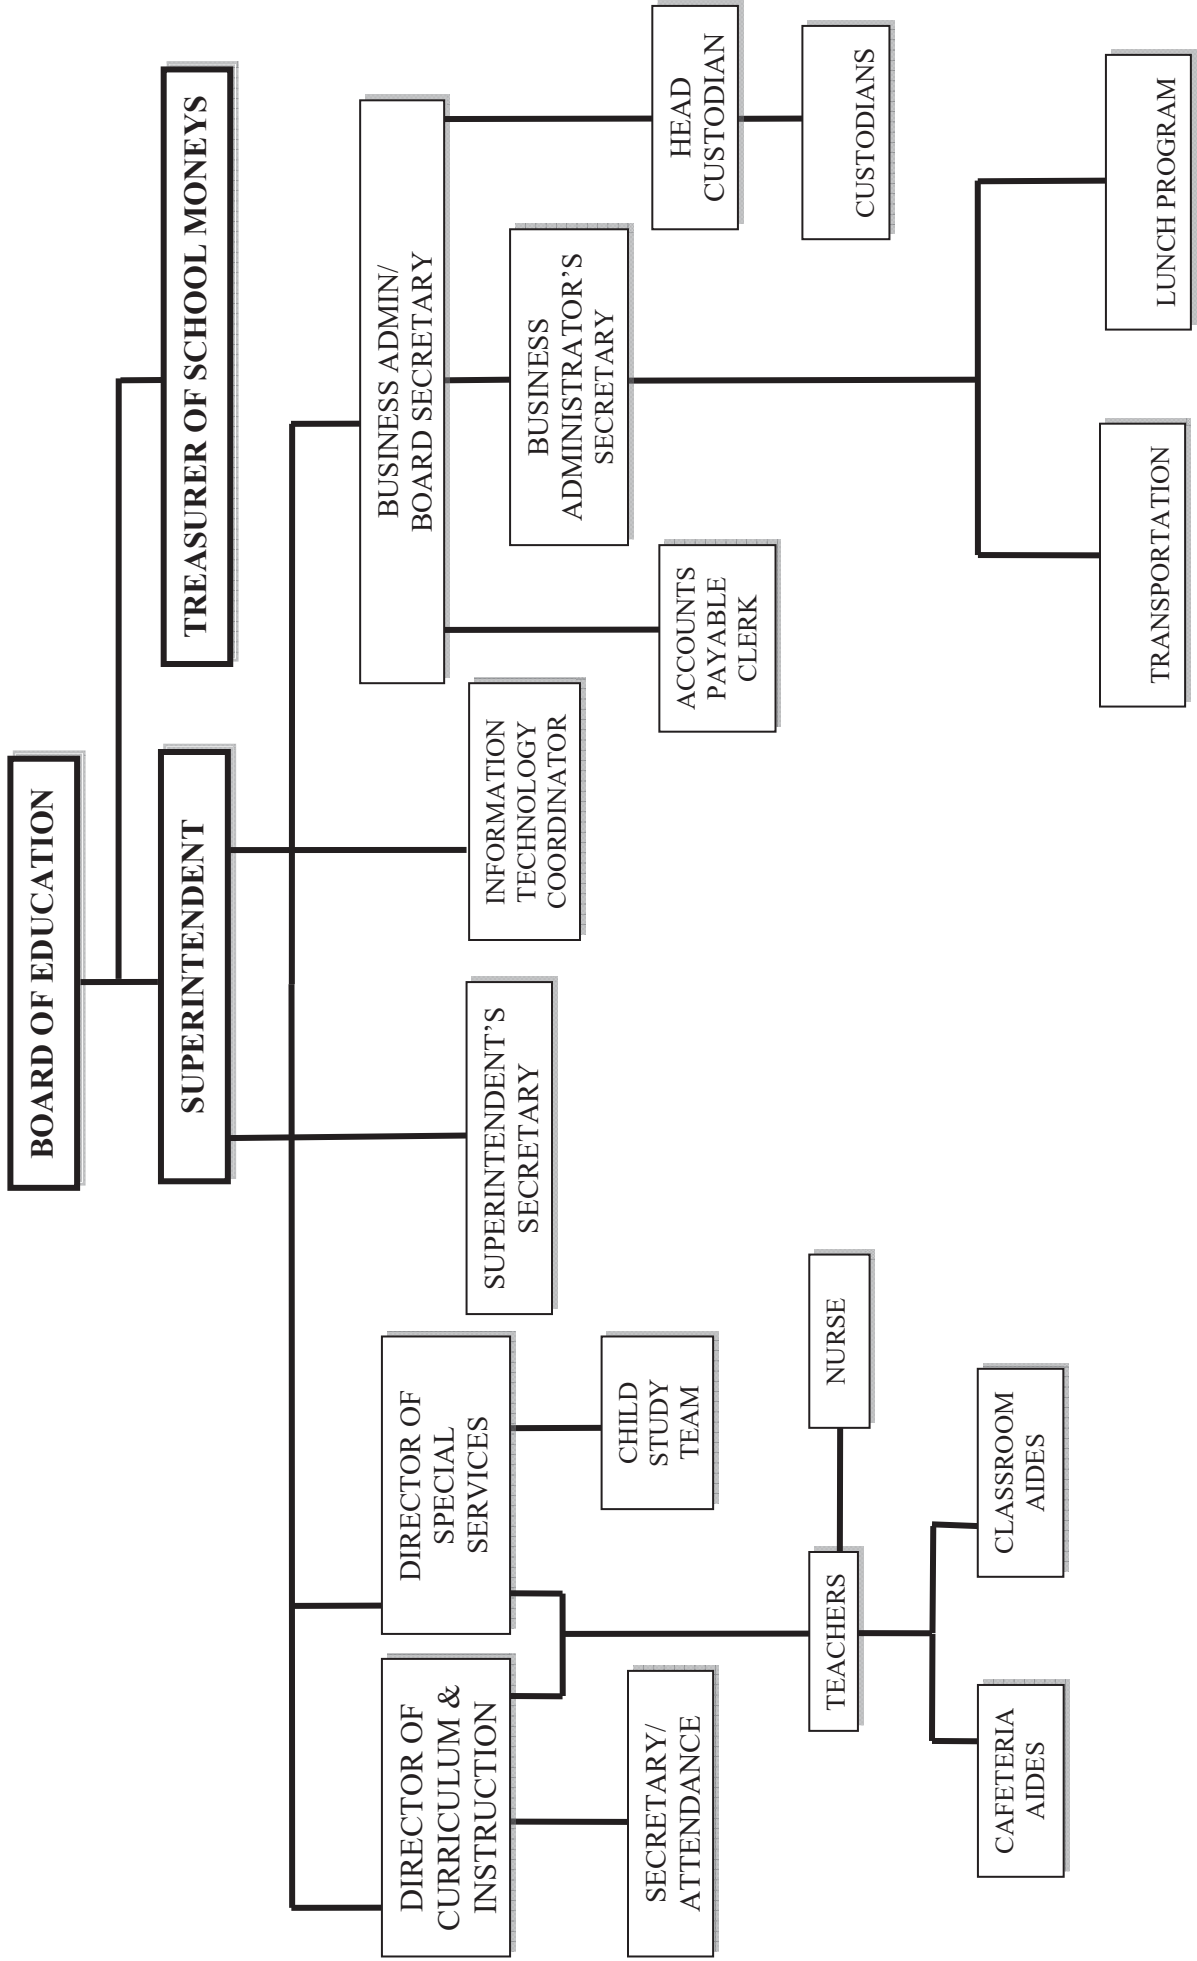 BOARD OF EDUCATION
SUPERINTENDENT
TREASURER OF SCHOOL MONEYS
DIRECTOR OF
CURRICULUM &
INSTRUCTION
DIRECTOR OF
SPECIAL
SERVICES
SUPERINTENDENT'S
SECRETARY
INFORMATION
TECHNOLOGY
COORDINATOR
BUSINESS ADMIN/
BOARD SECRETARY
SECRETARY/
ATTENDANCE
CHILD
STUDY
TEAM
ACCOUNTS
PAYABLE
CLERK
BUSINESS
ADMINISTRATOR'S
SECRETARY
HEAD
CUSTODIAN
TEACHERS
NURSE
CUSTODIANS
CAFETERIA
AIDES
CLASSROOM
AIDES
TRANSPORTATION
LUNCH PROGRAM